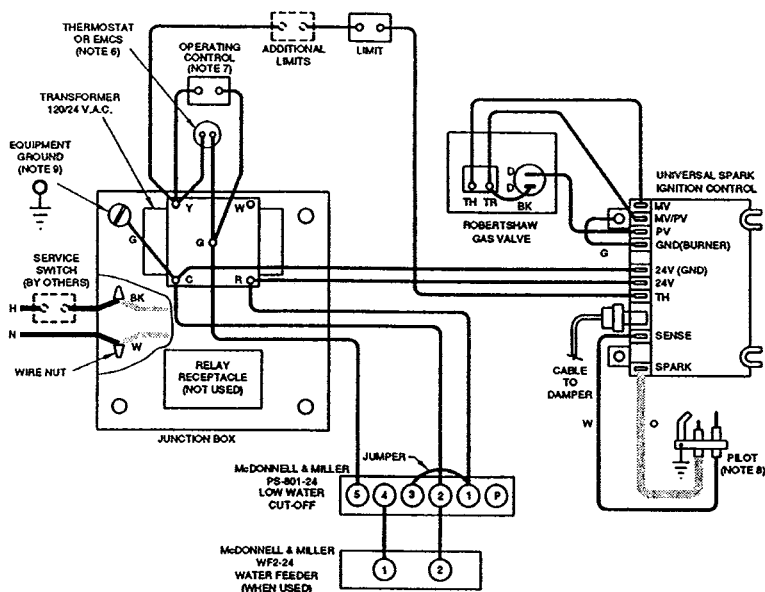 THERMOSTAT
OR EMCS
(NOTE 6)
OPERATING
CONTROL
(NOTE 7)
ADDITIONAL
LIMITS
LIMIT
TRANSFORMER
120/24 V.A.C.
EQUIPMENT
GROUND
(NOTE 9)
Y
W
G
G
C
R
SERVICE
SWITCH
(BY OTHERS)
H
N
BK
W
WIRE NUT
RELAY
RECEPTACLE
(NOT USED)
JUNCTION BOX
TH
TR
D
D
BK
ROBERTSHAW
GAS VALVE
G
UNIVERSAL SPARK
IGNITION CONTROL
MV
MV/PV
PV
GND(BURNER)
24V (GND)
24V
TH
SENSE
SPARK
CABLE
TO
DAMPER
W
O
PILOT
(NOTE 8)
JUMPER
McDONNELL & MILLER
PS-801-24
LOW WATER
CUT-OFF
5 4 3 2 1 P
McDONNELL & MILLER
WF2-24
WATER FEEDER
(WHEN USED)
1 2